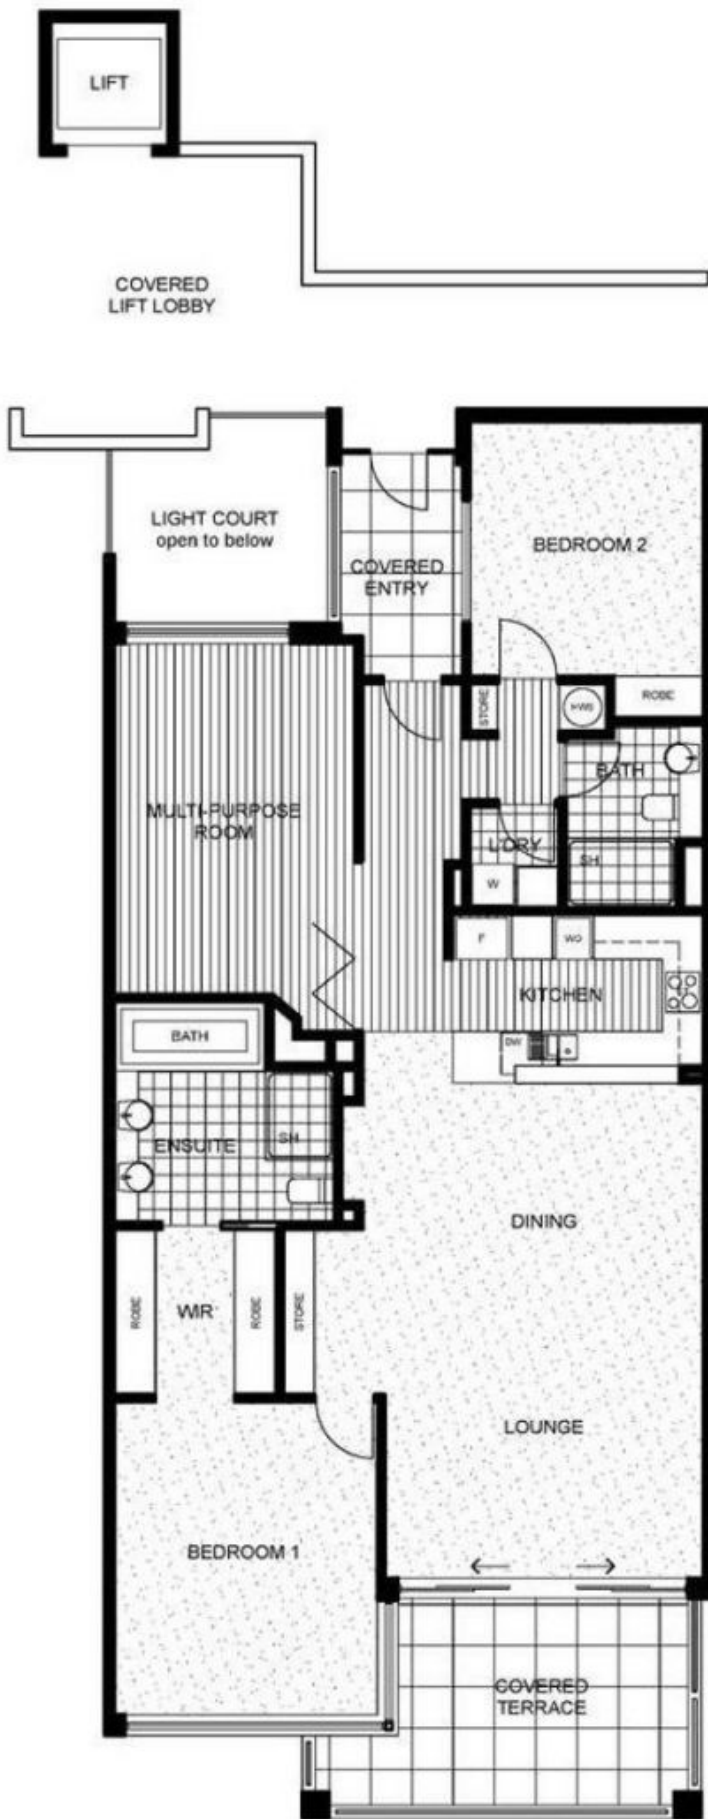 LIFT
COVERED
LIFT LOBBY
LIGHT COURT
open to below
COVERED
ENTRY
BEDROOM 2
STORE
HWS
ROBE
BATH
MULTI-PURPOSE
ROOM
L'DRY
SH
W
F
WO
KITCHEN
DW
BATH
ENSUITE
SH
DINING
ROBE
WIR
ROBE
STORE
LOUNGE
BEDROOM 1
COVERED
TERRACE